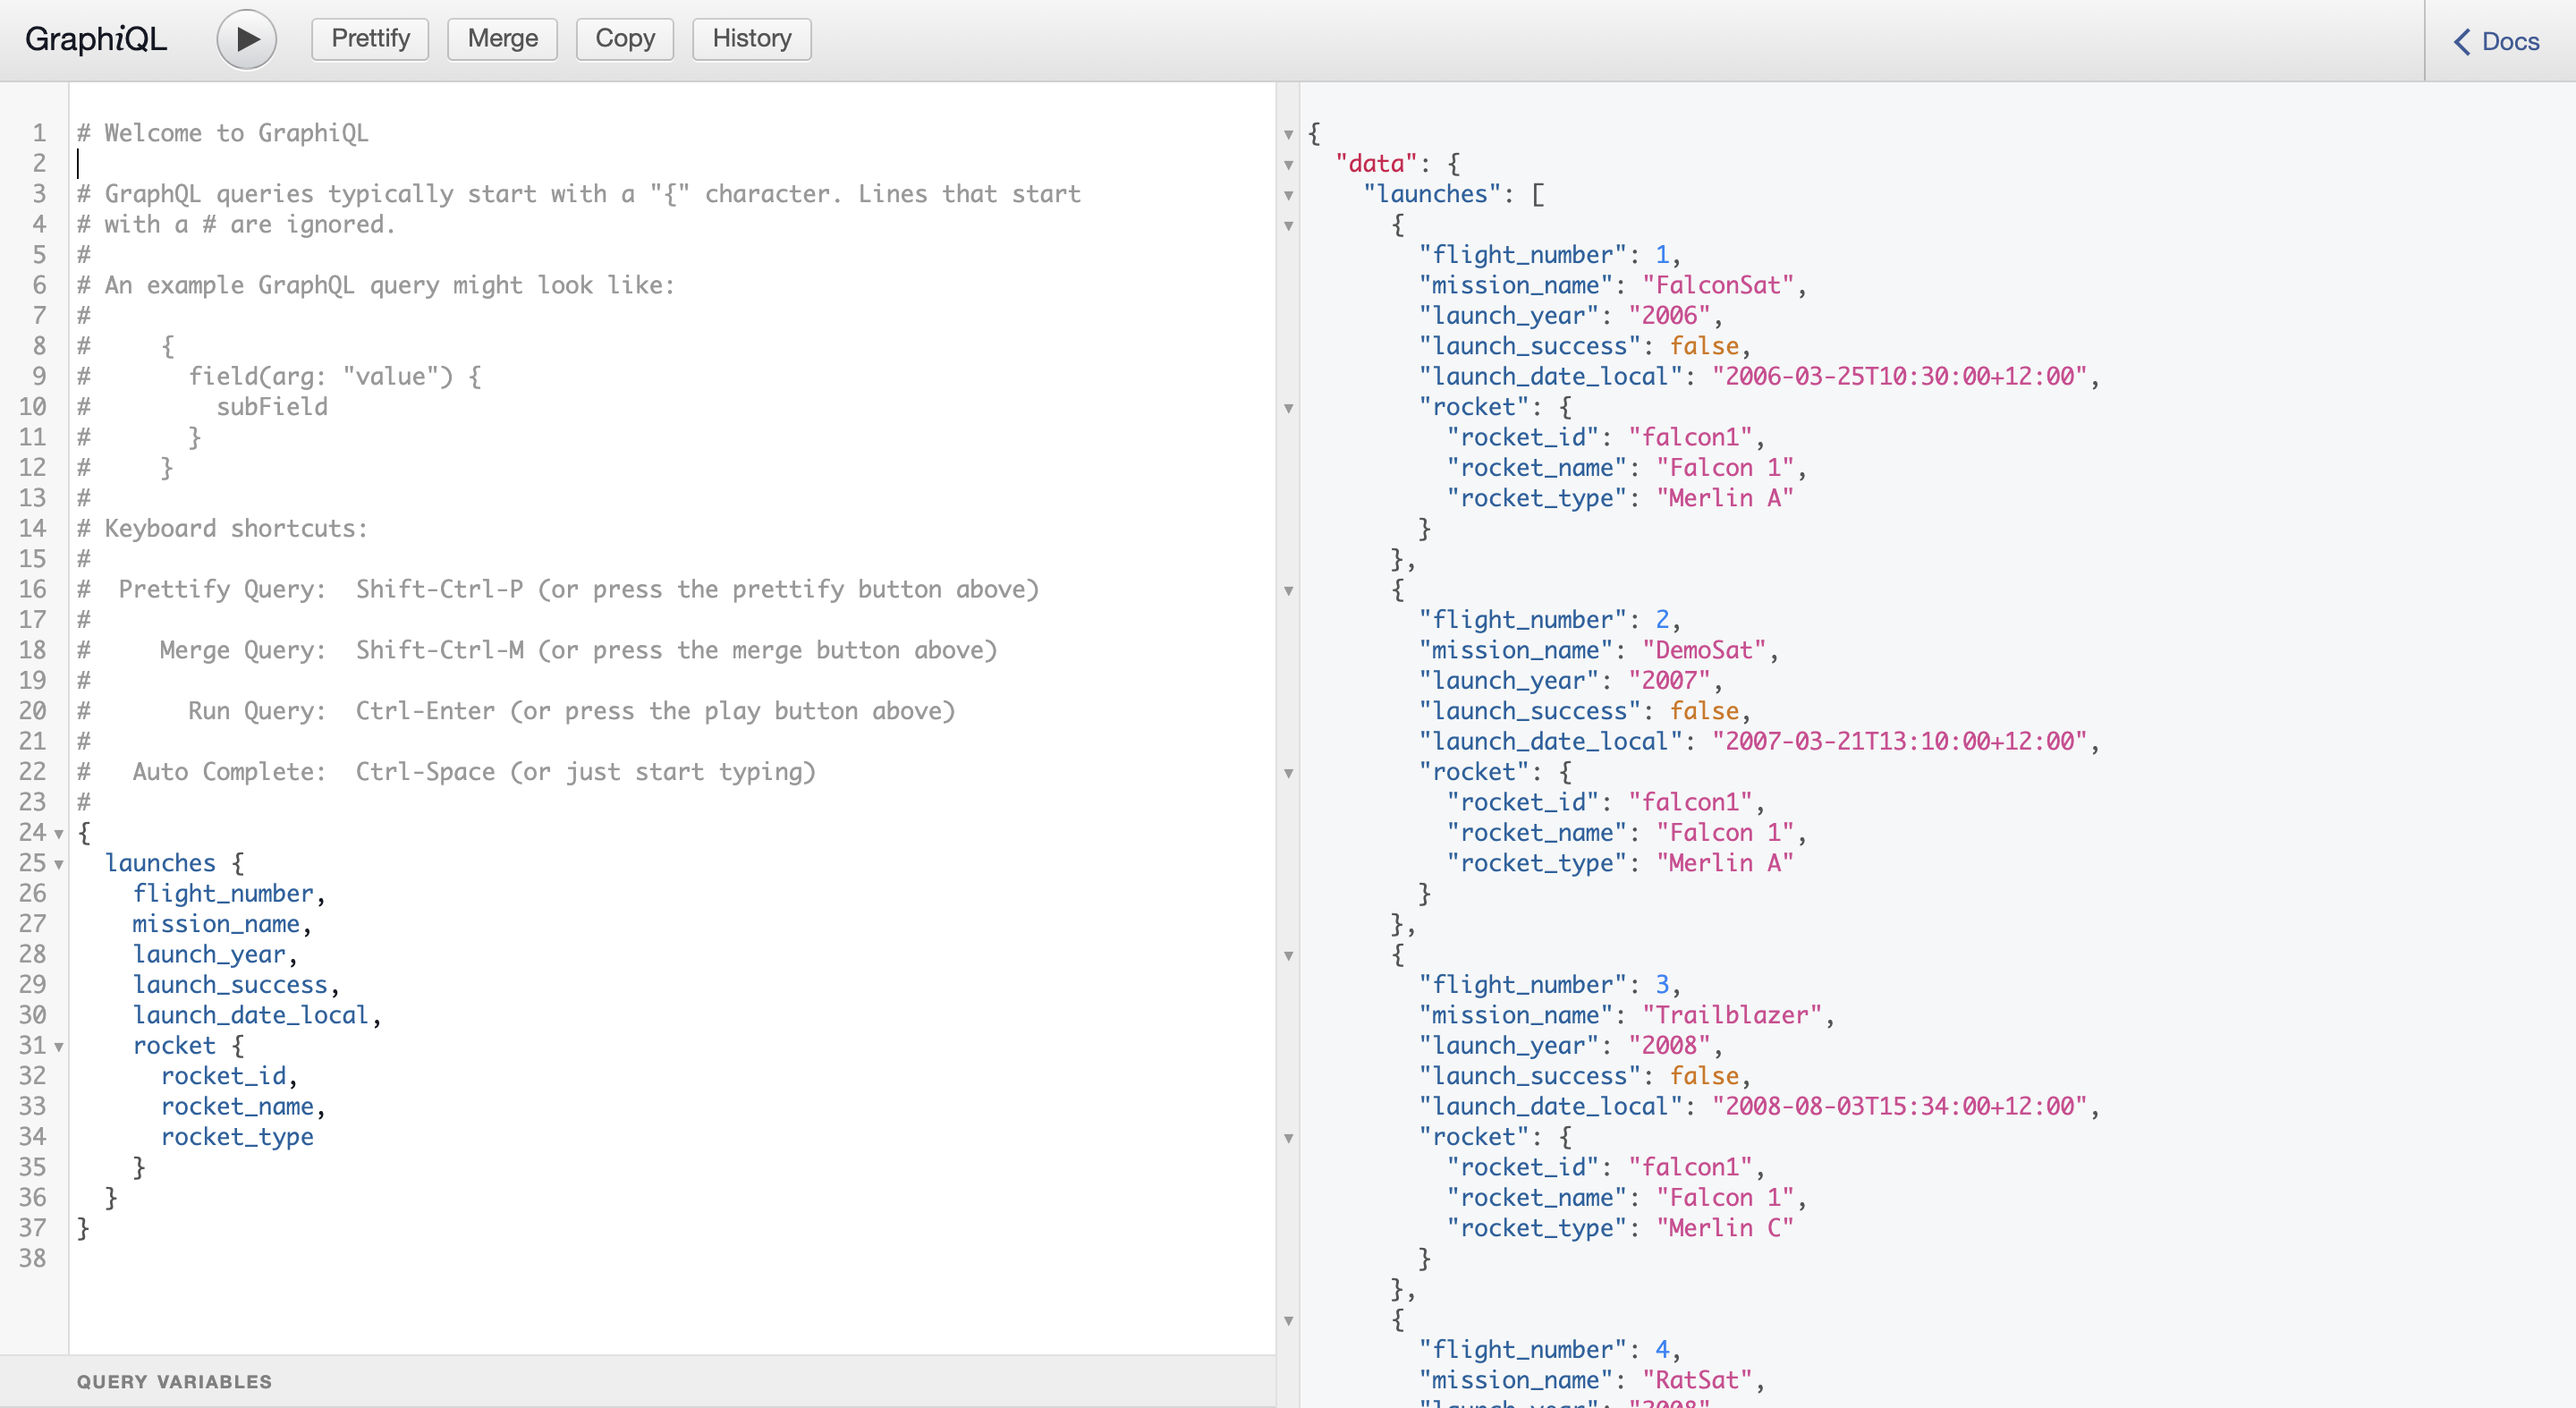 GraphiQL Prettify Merge Copy History Docs
1 # Welcome to GraphiQL
2
3 # GraphQL queries typically start with a "{" character. Lines that start
4 # with a # are ignored.
5 #
6 # An example GraphQL query might look like:
7 #
8 #     {
9 #       field(arg: "value") {
10 #         subField
11 #       }
12 #     }
13 #
14 # Keyboard shortcuts:
15 #
16 #  Prettify Query:  Shift-Ctrl-P (or press the prettify button above)
17 #
18 #     Merge Query:  Shift-Ctrl-M (or press the merge button above)
19 #
20 #       Run Query:  Ctrl-Enter (or press the play button above)
21 #
22 #   Auto Complete:  Ctrl-Space (or just start typing)
23 #
24 {
25   launches {
26     flight_number,
27     mission_name,
28     launch_year,
29     launch_success,
30     launch_date_local,
31     rocket {
32       rocket_id,
33       rocket_name,
34       rocket_type
35     }
36   }
37 }
38
QUERY VARIABLES
{
  "data": {
    "launches": [
      {
        "flight_number": 1,
        "mission_name": "FalconSat",
        "launch_year": "2006",
        "launch_success": false,
        "launch_date_local": "2006-03-25T10:30:00+12:00",
        "rocket": {
          "rocket_id": "falcon1",
          "rocket_name": "Falcon 1",
          "rocket_type": "Merlin A"
        }
      },
      {
        "flight_number": 2,
        "mission_name": "DemoSat",
        "launch_year": "2007",
        "launch_success": false,
        "launch_date_local": "2007-03-21T13:10:00+12:00",
        "rocket": {
          "rocket_id": "falcon1",
          "rocket_name": "Falcon 1",
          "rocket_type": "Merlin A"
        }
      },
      {
        "flight_number": 3,
        "mission_name": "Trailblazer",
        "launch_year": "2008",
        "launch_success": false,
        "launch_date_local": "2008-08-03T15:34:00+12:00",
        "rocket": {
          "rocket_id": "falcon1",
          "rocket_name": "Falcon 1",
          "rocket_type": "Merlin C"
        }
      },
      {
        "flight_number": 4,
        "mission_name": "RatSat",
        "launch_year": "2008"